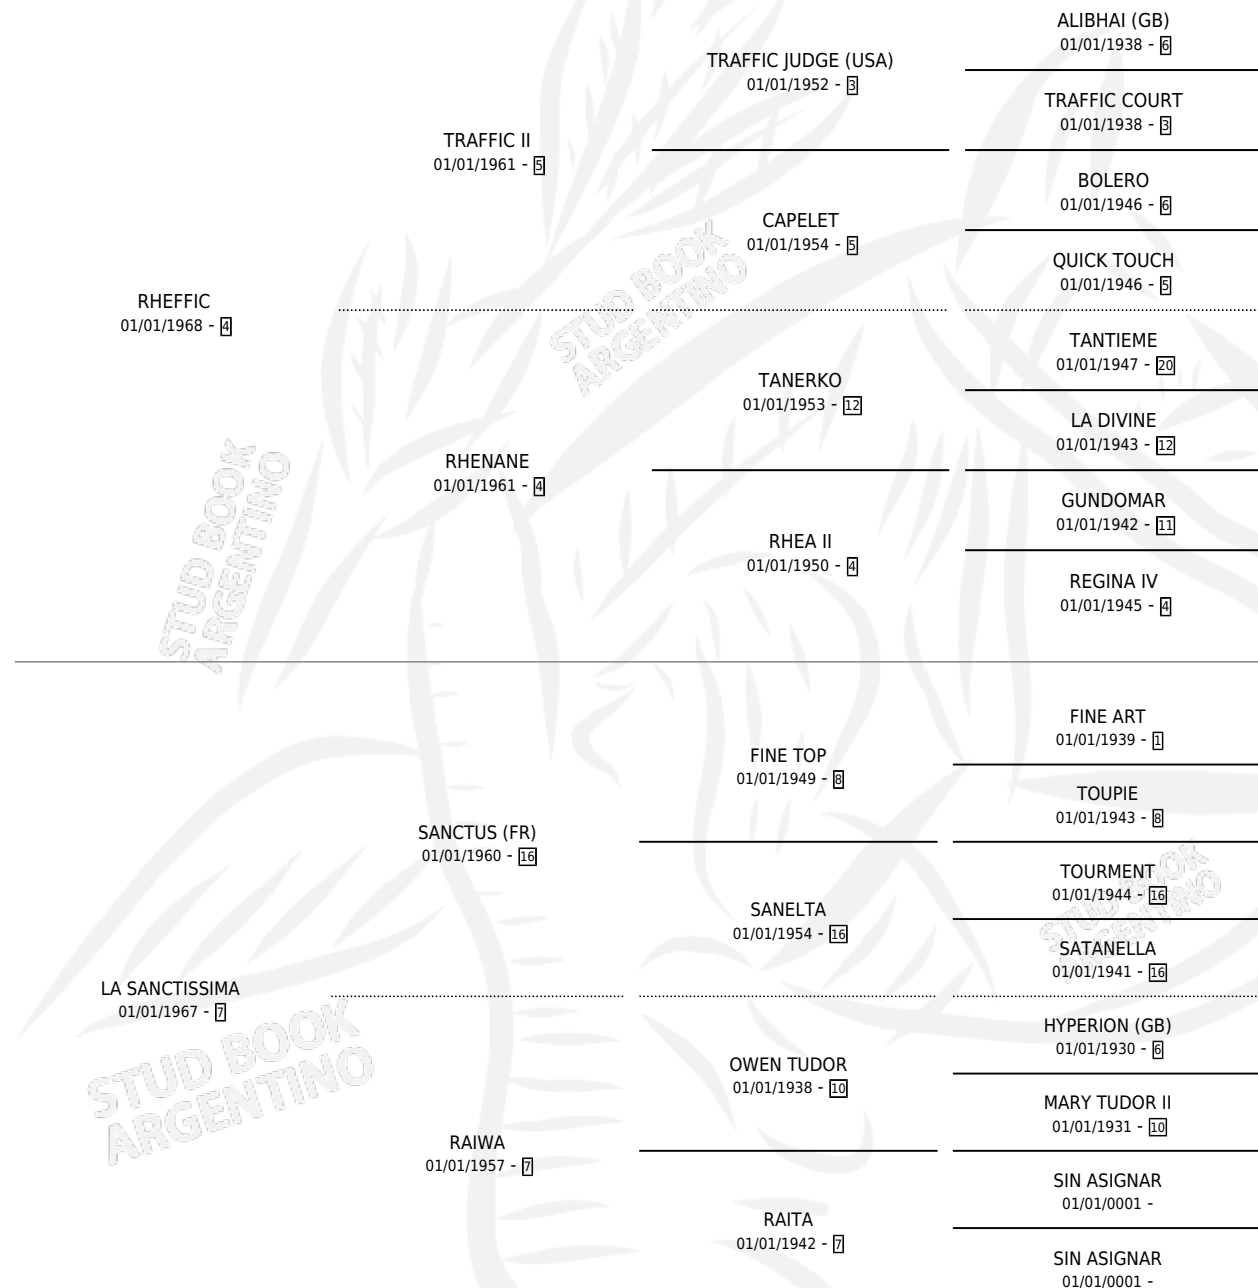 ALIBHAI (GB)
01/01/1938 - 6
TRAFFIC JUDGE (USA)
01/01/1952 - 3
TRAFFIC COURT
01/01/1938 - 3
TRAFFIC II
01/01/1961 - 5
BOLERO
01/01/1946 - 6
CAPELET
01/01/1954 - 5
QUICK TOUCH
01/01/1946 - 5
RHEFFIC
01/01/1968 - 4
TANTIEME
01/01/1947 - 20
TANERKO
01/01/1953 - 12
LA DIVINE
01/01/1943 - 12
RHENANE
01/01/1961 - 4
GUNDOMAR
01/01/1942 - 11
RHEA II
01/01/1950 - 4
REGINA IV
01/01/1945 - 4
FINE ART
01/01/1939 - 1
FINE TOP
01/01/1949 - 8
TOUPIE
01/01/1943 - 8
SANCTUS (FR)
01/01/1960 - 16
TOURMENT
01/01/1944 - 16
SANELTA
01/01/1954 - 16
SATANELLA
01/01/1941 - 16
LA SANCTISSIMA
01/01/1967 - 7
HYPERION (GB)
01/01/1930 - 6
OWEN TUDOR
01/01/1938 - 10
MARY TUDOR II
01/01/1931 - 10
RAIWA
01/01/1957 - 7
SIN ASIGNAR
01/01/0001 -
RAITA
01/01/1942 - 7
SIN ASIGNAR
01/01/0001 -
STUD BOOK
ARGENTINO
STUD BOOK
ARGENTINO
STUD BOOK
ARGENTINO
STUD BOOK
ARGENTINO